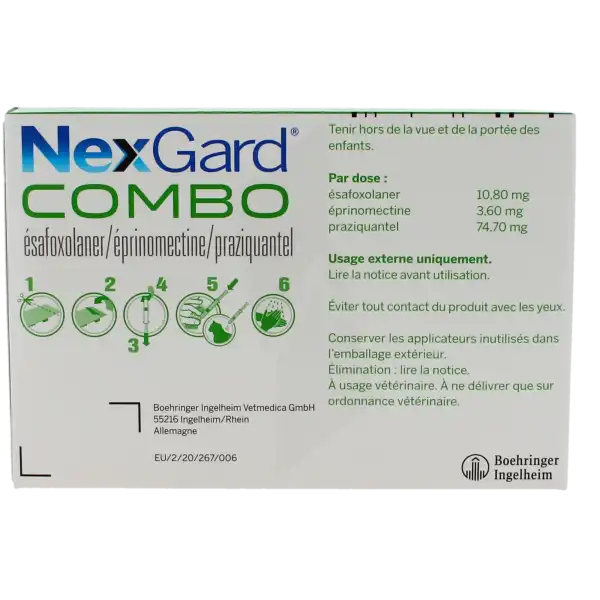 NexGard®
COMBO
ésafoxolaner/éprinomectine/praziquantel
1 2 4 5 6
3
Boehringer Ingelheim Vetmedica GmbH
55216 Ingelheim/Rhein
Allemagne
EU/2/20/267/006
Tenir hors de la vue et de la portée des
enfants.
Par dose :
ésafoxolaner 10,80 mg
éprinomectine 3,60 mg
praziquantel 74,70 mg
Usage externe uniquement.
Lire la notice avant utilisation.
Éviter tout contact du produit avec les yeux.
Conserver les applicateurs inutilisés dans
l'emballage extérieur.
Élimination : lire la notice.
À usage vétérinaire. À ne délivrer que sur
ordonnance vétérinaire.
Boehringer
Ingelheim